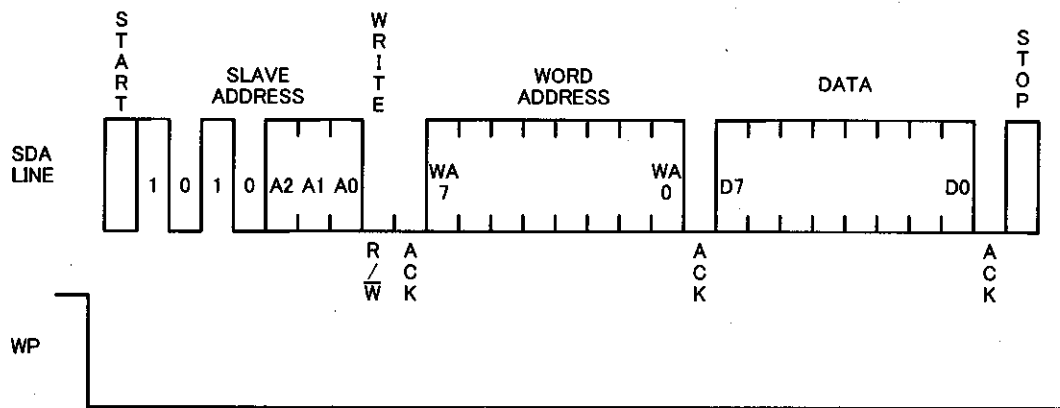 START
WRITE
STOP
SLAVE
ADDRESS
WORD
ADDRESS
DATA
SDA
LINE
1 0 1 0 A2 A1 A0
WA
7
WA
0
D7
D0
R/W̅
ACK
ACK
ACK
WP